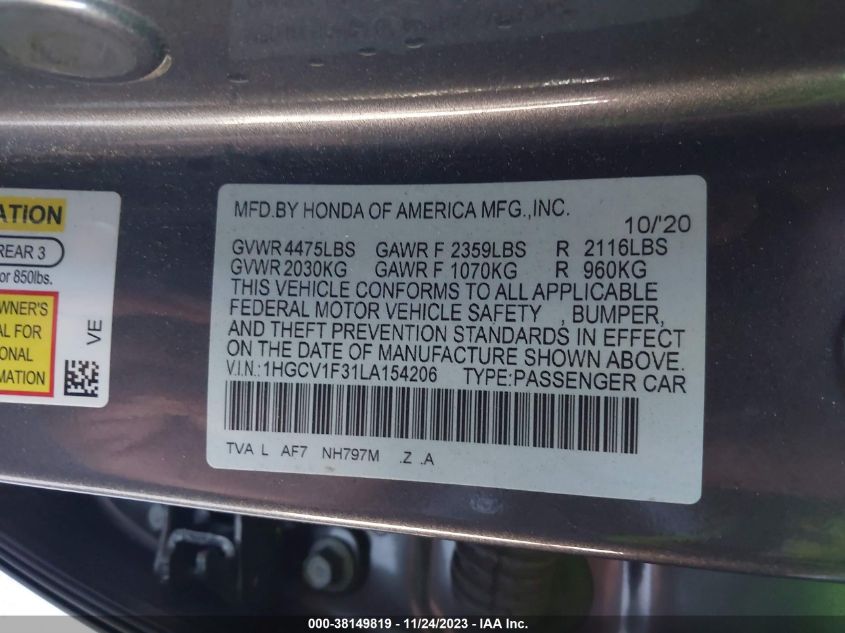 MFD.BY HONDA OF AMERICA MFG.,INC.
10/'20
GVWR 4475LBS GAWR F 2359LBS R 2116LBS
GVWR 2030KG GAWR F 1070KG R 960KG
THIS VEHICLE CONFORMS TO ALL APPLICABLE
FEDERAL MOTOR VEHICLE SAFETY , BUMPER,
AND THEFT PREVENTION STANDARDS IN EFFECT
ON THE DATE OF MANUFACTURE SHOWN ABOVE.
V.I.N.:1HGCV1F31LA154206 TYPE:PASSENGER CAR
TVA L AF7 NH797M .Z .A
ATION
REAR 3
or 850lbs.
WNER'S
AL FOR
ONAL
MATION
VE
000-38149819 - 11/24/2023 - IAA Inc.